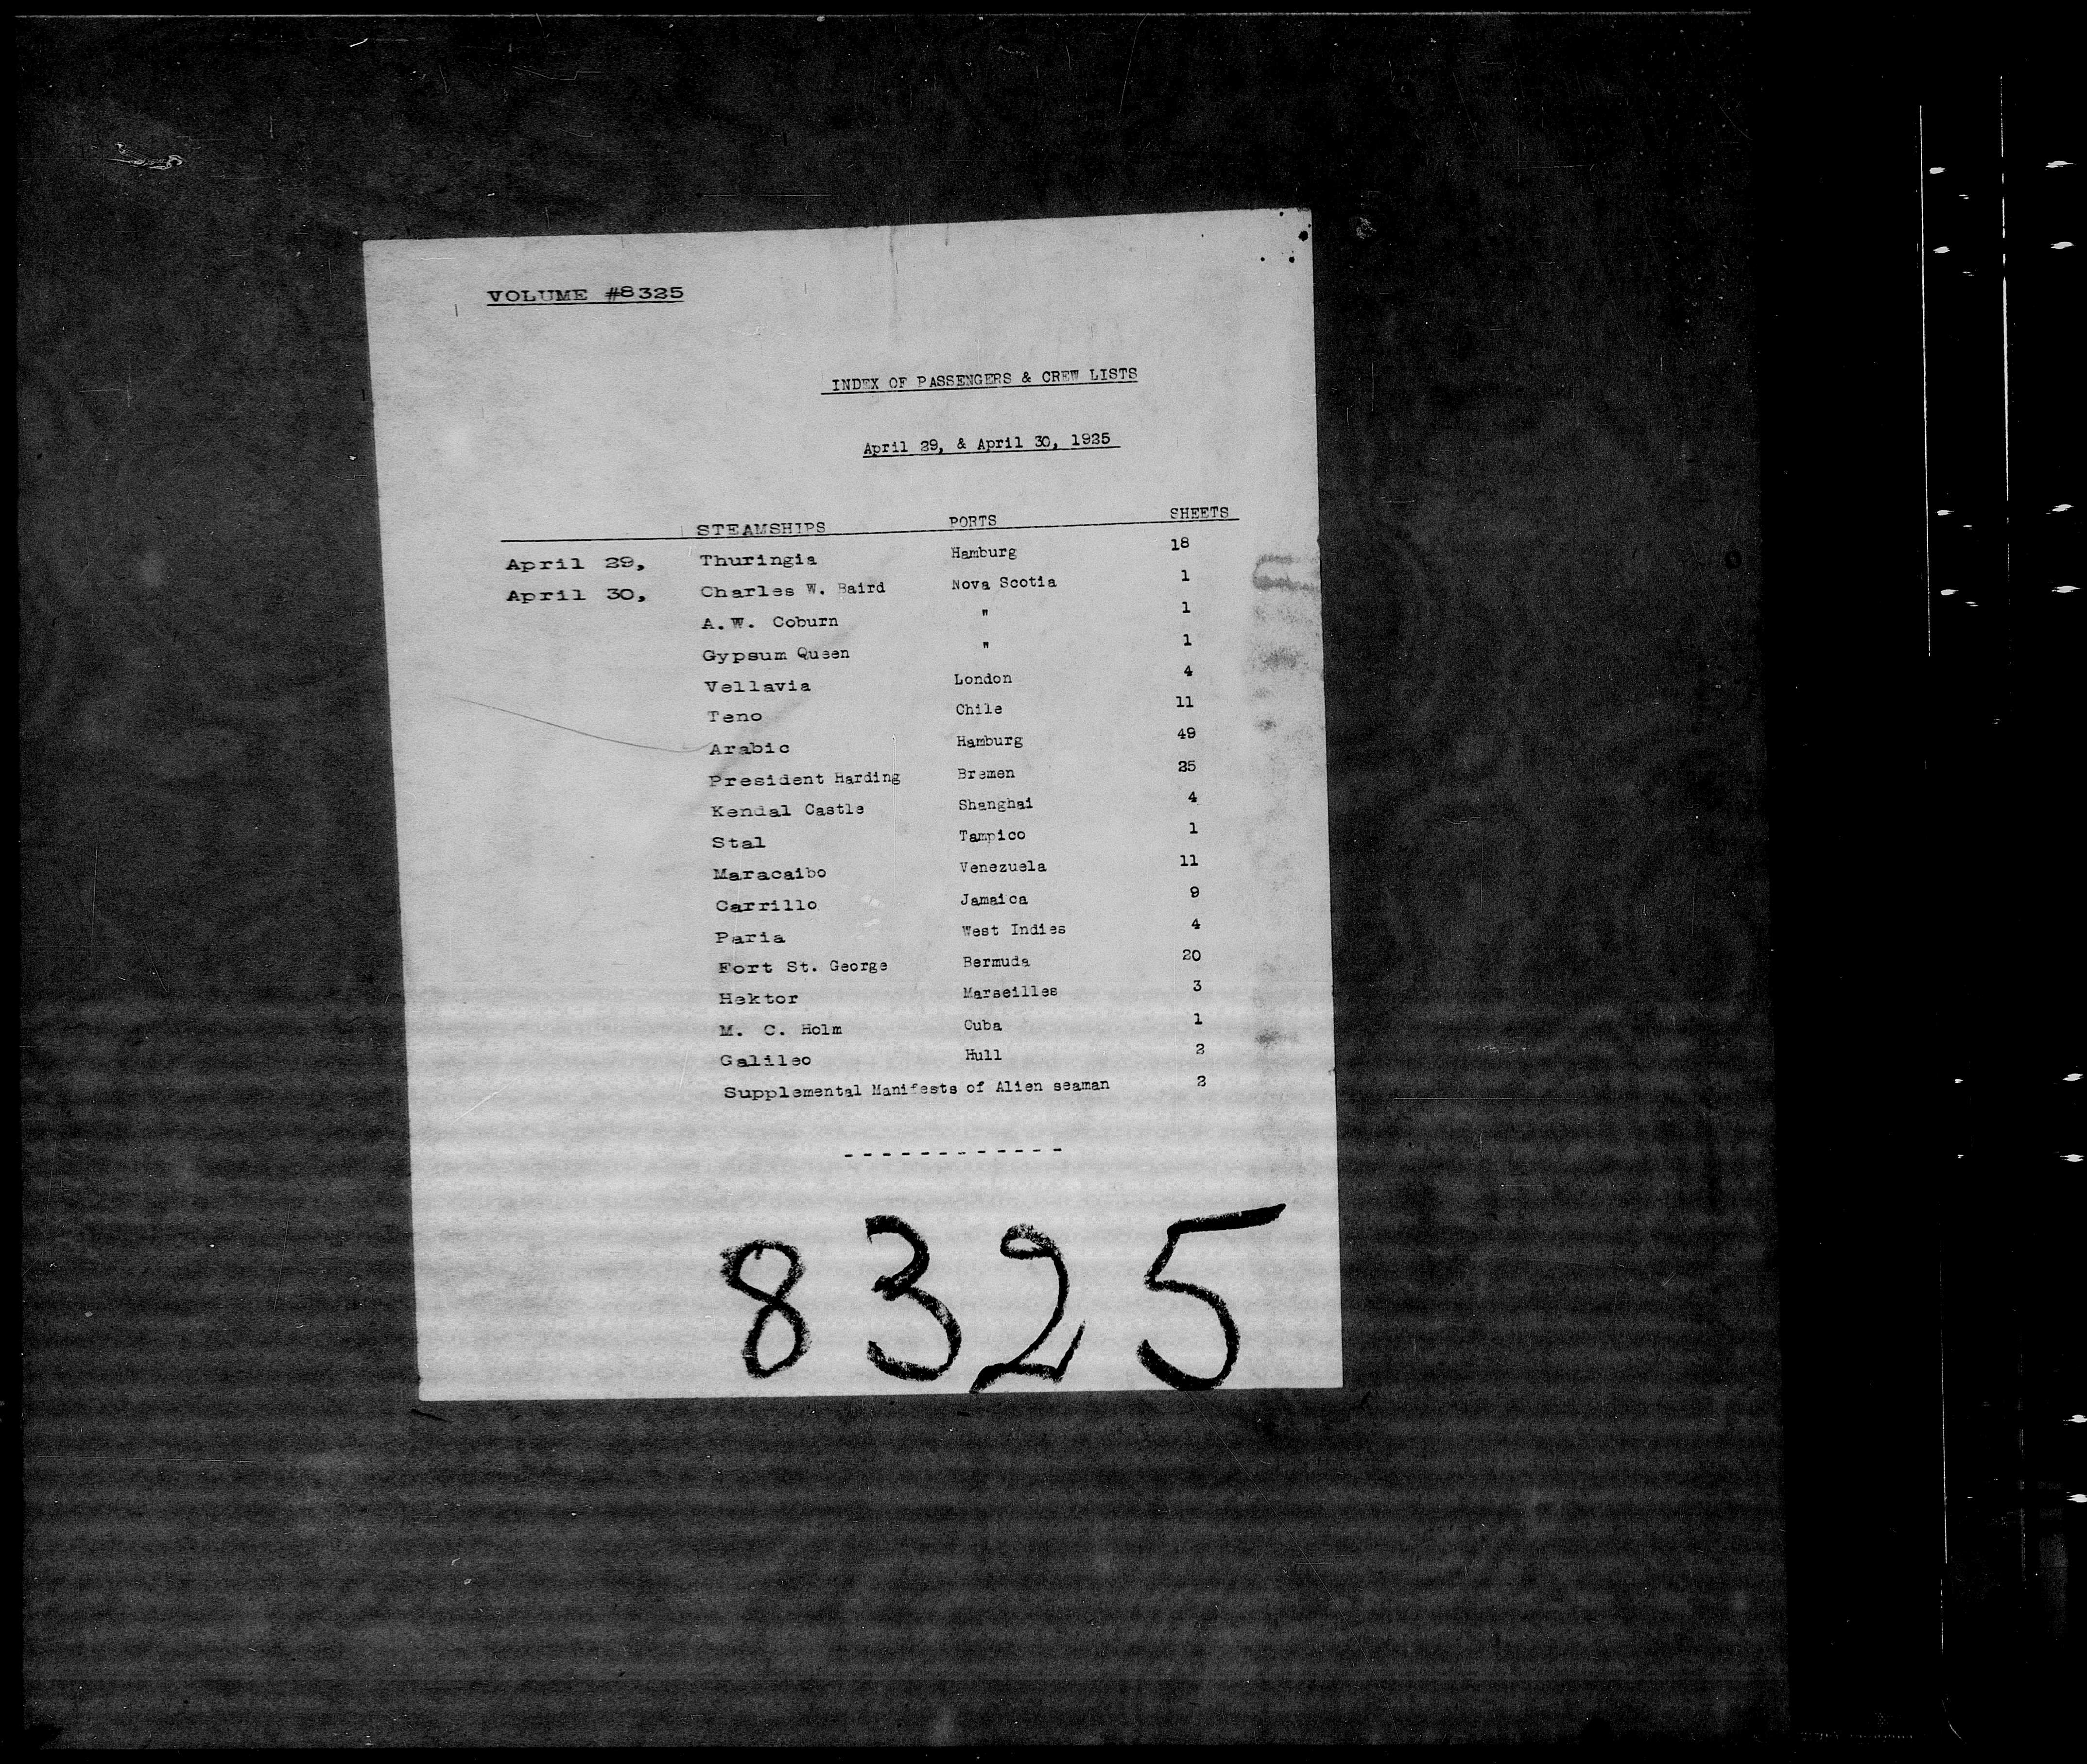 VOLUME #8325
INDEX OF PASSENGERS & CREW LISTS
April 29, & April 30, 1925
STEAMSHIPS PORTS SHEETS
April 29, Thuringia Hamburg 18
April 30, Charles W. Baird Nova Scotia 1
A.W. Coburn " 1
Gypsum Queen " 1
Vellavia London 4
Teno Chile 11
Arabic Hamburg 49
President Harding Bremen 25
Kendal Castle Shanghai 4
Stal Tampico 1
Maracaibo Venezuela 11
Carrillo Jamaica 9
Paria West Indies 4
Fort St. George Bermuda 20
Hektor Marseilles 3
M. C. Holm Cuba 1
Galileo Hull 2
Supplemental Manifests of Alien seaman 2
- - - - - - - - - - - -
8325